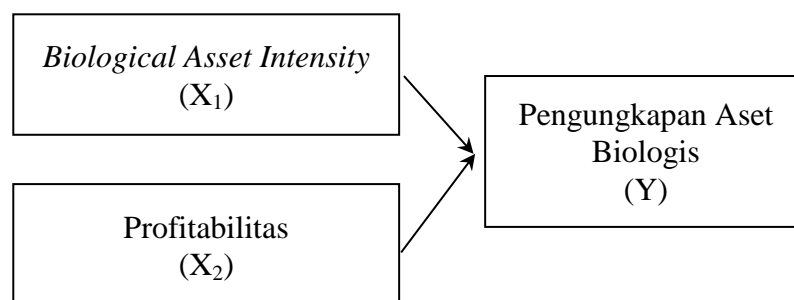 Biological Asset Intensity
(X₁)
Pengungkapan Aset
Biologis
(Y)
Profitabilitas
(X₂)